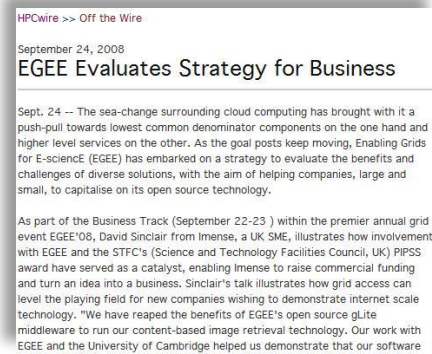 HPCwire >> Off the Wire
September 24, 2008
EGEE Evaluates Strategy for Business
Sept. 24 -- The sea-change surrounding cloud computing has brought with it a
push-pull towards lowest common denominator components on the one hand and
higher level services on the other. As the goal posts keep moving, Enabling Grids
for E-sciencE (EGEE) has embarked on a strategy to evaluate the benefits and
challenges of diverse solutions, with the aim of helping companies, large and
small, to capitalise on its open source technology.
As part of the Business Track (September 22-23 ) within the premier annual grid
event EGEE'08, David Sinclair from Imense, a UK SME, illustrates how involvement
with EGEE and the STFC's (Science and Technology Facilities Council, UK) PIPSS
award have served as a catalyst, enabling Imense to raise commercial funding
and turn an idea into a business. Sinclair's talk illustrates how grid access can
level the playing field for new companies wishing to demonstrate internet scale
technology. "We have reaped the benefits of EGEE's open source gLite
middleware to run our content-based image retrieval technology. Our work with
EGEE and the University of Cambridge helped us demonstrate that our software